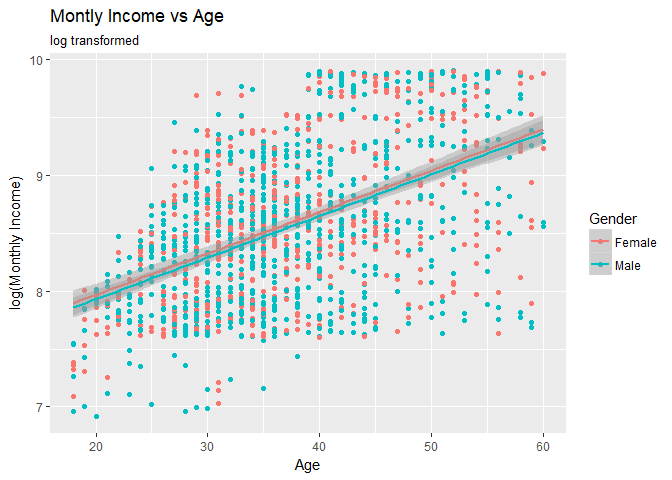 Montly Income vs Age
log transformed
10
9
8
7
log(Monthly Income)
20 30 40 50 60
Age
Gender
Female
Male